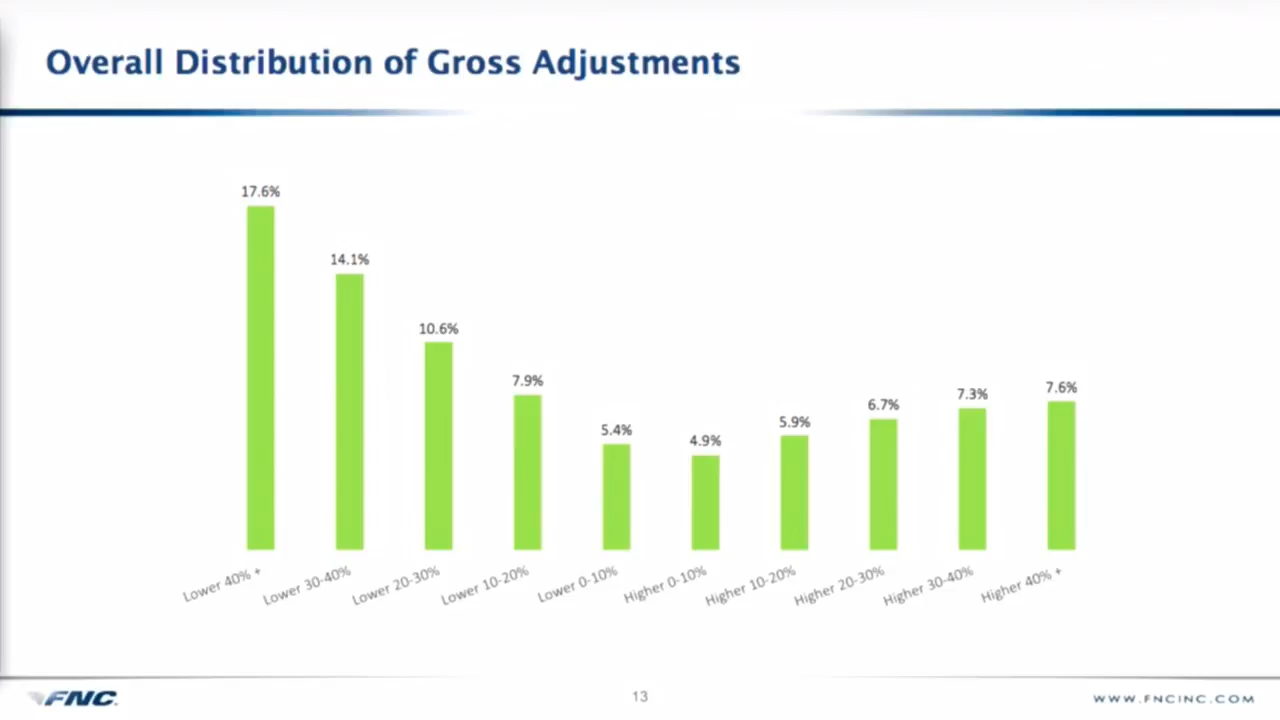 Overall Distribution of Gross Adjustments
17.6%
14.1%
10.6%
7.9%
5.4%
4.9%
5.9%
6.7%
7.3%
7.6%
Lower 40% +
Lower 30-40%
Lower 20-30%
Lower 10-20%
Lower 0-10%
Higher 0-10%
Higher 10-20%
Higher 20-30%
Higher 30-40%
Higher 40% +
FNC.
13
WWW.FNCINC.COM